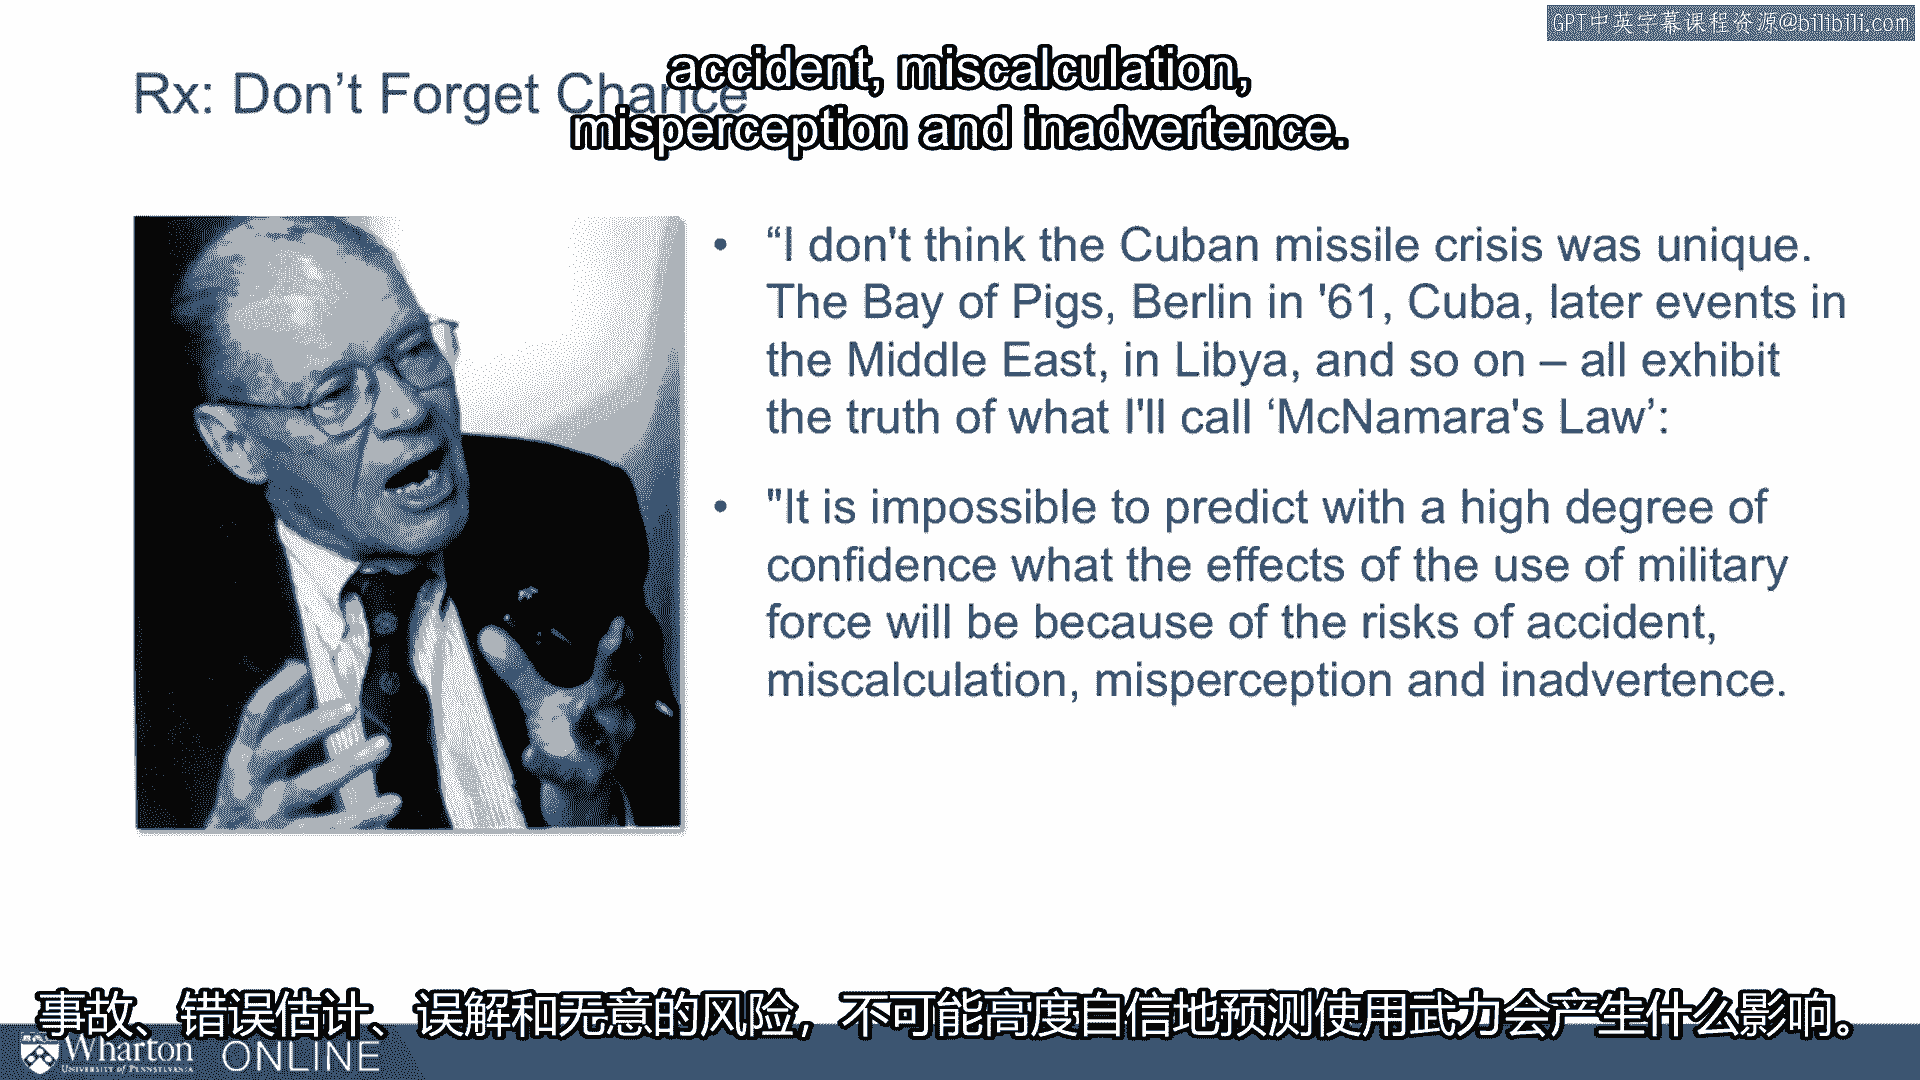 GPT中英字幕课程资源@bilibili.com
Rx: Don’t Forget Chance
accident, miscalculation,
misperception and inadvertence.
• “I don't think the Cuban missile crisis was unique.
The Bay of Pigs, Berlin in '61, Cuba, later events in
the Middle East, in Libya, and so on – all exhibit
the truth of what I'll call ‘McNamara's Law’:
• "It is impossible to predict with a high degree of
confidence what the effects of the use of military
force will be because of the risks of accident,
miscalculation, misperception and inadvertence.
事故、错误估计、误解和无意的风险，不可能高度自信地预测使用武力会产生什么影响。
Wharton
UNIVERSITY of PENNSYLVANIA
ONLINE